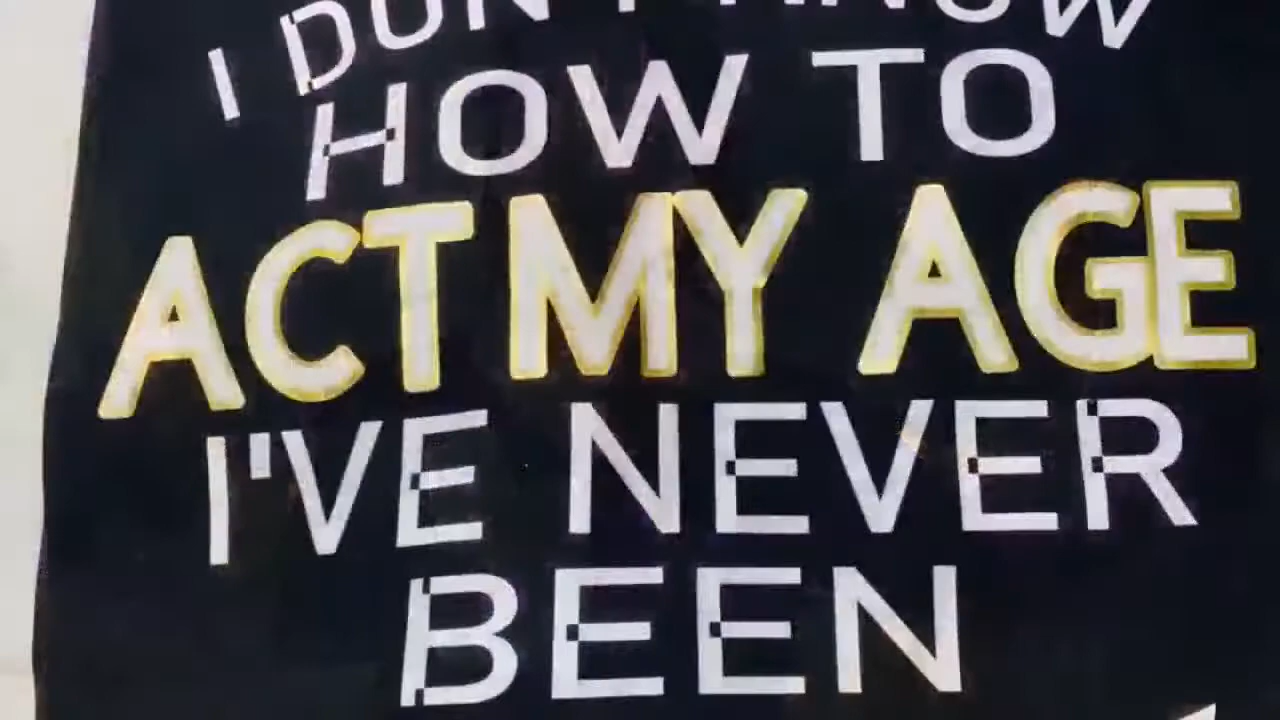 I DON'T KNOW
HOW TO
ACT MY AGE
I'VE NEVER
BEEN